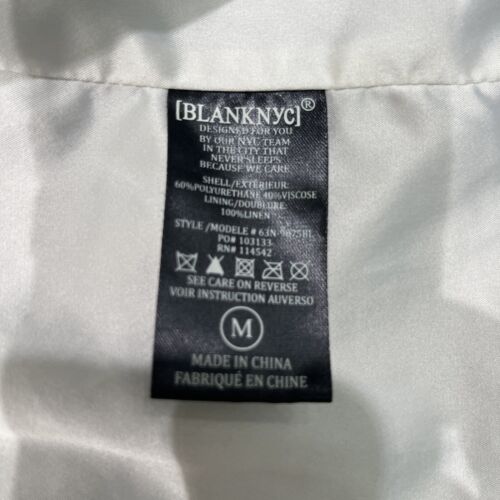 [BLANKNYC]®
DESIGNED FOR YOU
BY OUR NYC TEAM
IN THE CITY THAT
NEVER SLEEPS
BECAUSE WE CARE
SHELL/EXTÉRIEUR:
60%POLYURETHANE 40%VISCOSE
LINING/DOUBLURE:
100%LINEN
STYLE /MODELE #
PO# 103133
RN# 114542
SEE CARE ON REVERSE
VOIR INSTRUCTION AUVERSO
M
MADE IN CHINA
FABRIQUÉ EN CHINE